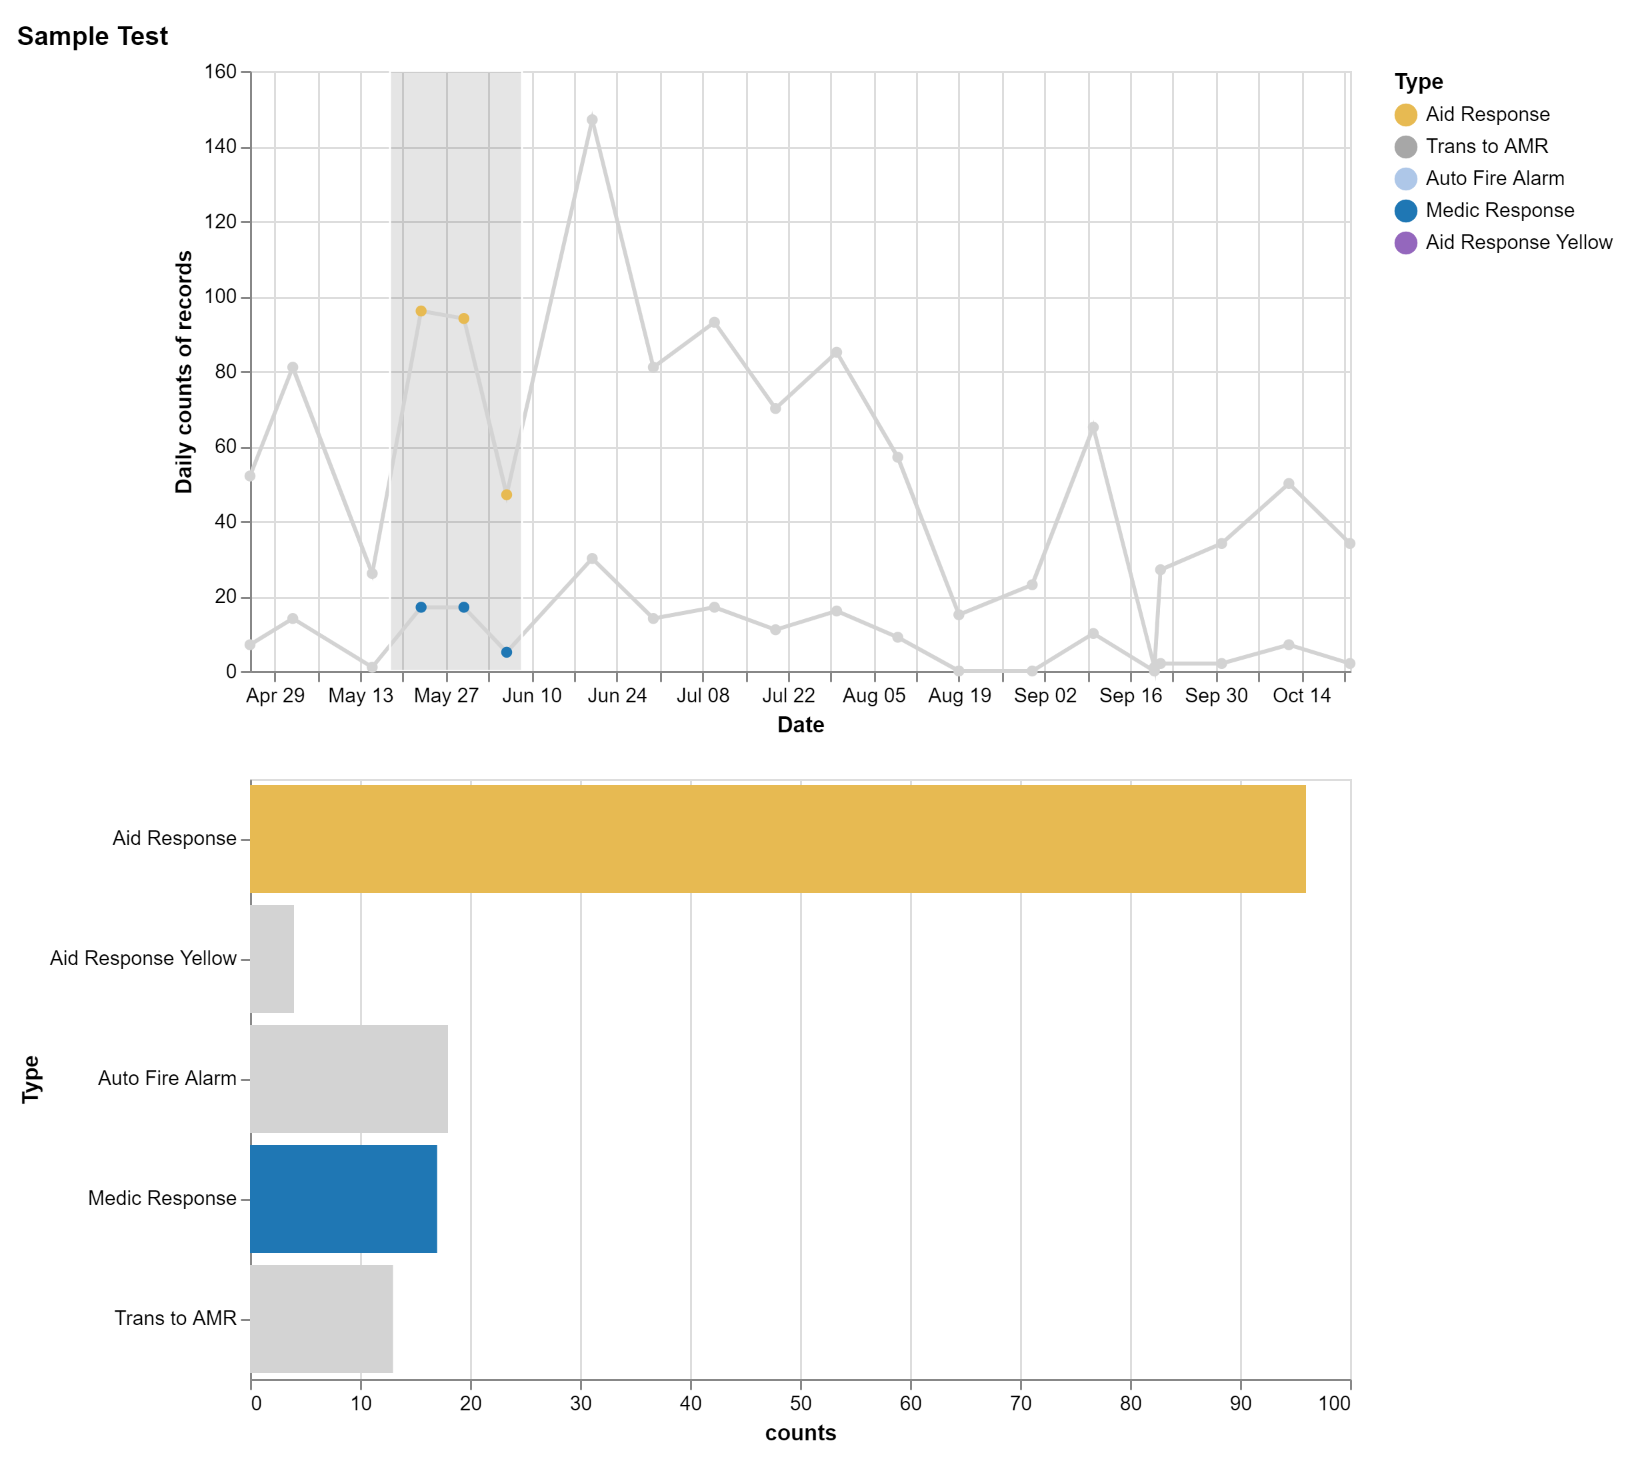 Sample Test
160
140
120
100
80
60
40
20
0
Daily counts of records
Apr 29 May 13 May 27 Jun 10 Jun 24 Jul 08 Jul 22 Aug 05 Aug 19 Sep 02 Sep 16 Sep 30 Oct 14
Date
Type
Aid Response
Trans to AMR
Auto Fire Alarm
Medic Response
Aid Response Yellow
Type
Aid Response
Aid Response Yellow
Auto Fire Alarm
Medic Response
Trans to AMR
0 10 20 30 40 50 60 70 80 90 100
counts